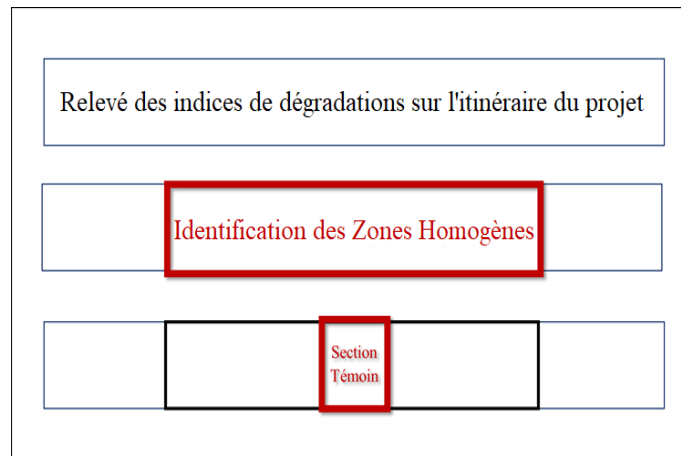 Relevé des indices de dégradations sur l'itinéraire du projet
Identification des Zones Homogènes
Section
Témoin